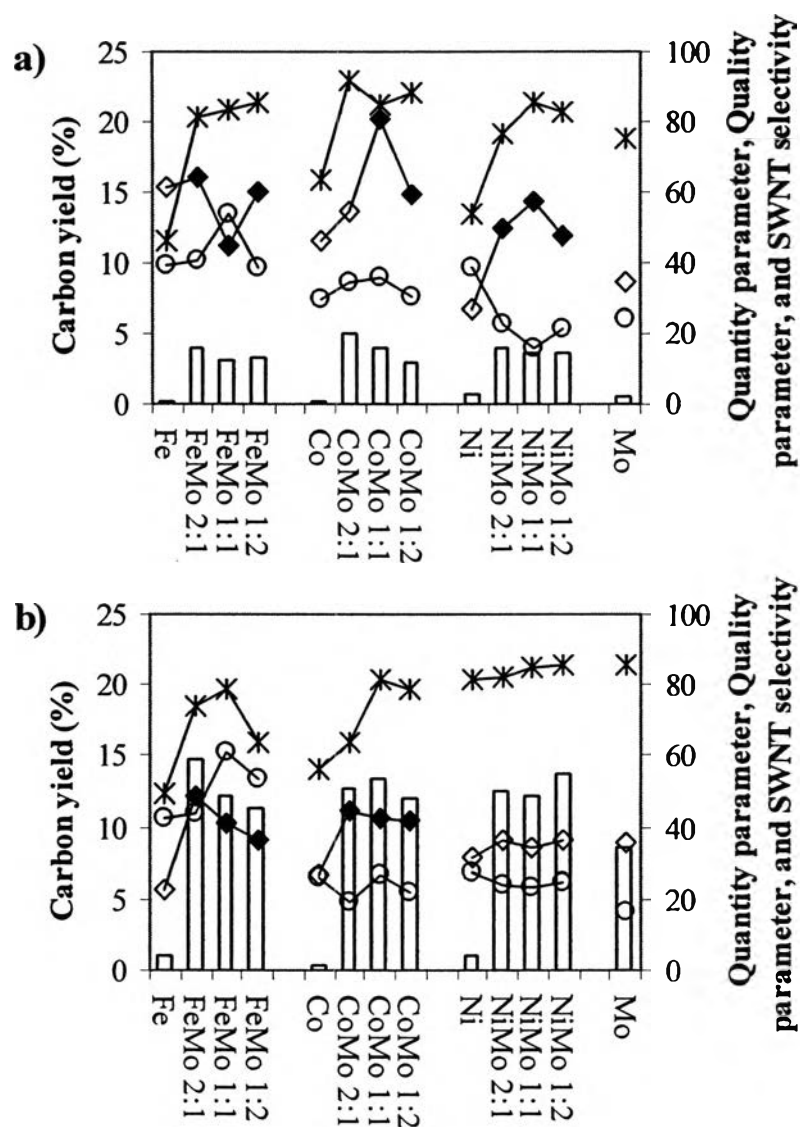 a)
Carbon yield (%)
25
20
15
10
5
0
100
80
60
40
20
0
Quantity parameter, Quality
parameter, and SWNT selectivity
Fe
FeMo 2:1
FeMo 1:1
FeMo 1:2
Co
CoMo 2:1
CoMo 1:1
CoMo 1:2
Ni
NiMo 2:1
NiMo 1:1
NiMo 1:2
Mo
b)
Carbon yield (%)
25
20
15
10
5
0
100
80
60
40
20
0
Quantity parameter, Quality
parameter, and SWNT selectivity
Fe
FeMo 2:1
FeMo 1:1
FeMo 1:2
Co
CoMo 2:1
CoMo 1:1
CoMo 1:2
Ni
NiMo 2:1
NiMo 1:1
NiMo 1:2
Mo